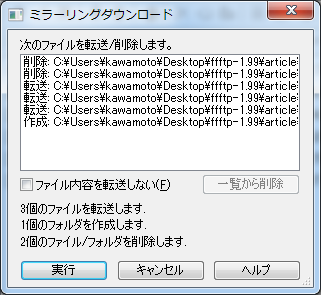 ミラーリングダウンロード
次のファイルを転送/削除します。
削除: C:¥Users¥kawamoto¥Desktop¥ffftp-1.99¥article¥
削除: C:¥Users¥kawamoto¥Desktop¥ffftp-1.99¥article¥
転送: C:¥Users¥kawamoto¥Desktop¥ffftp-1.99¥article¥
転送: C:¥Users¥kawamoto¥Desktop¥ffftp-1.99¥article¥
転送: C:¥Users¥kawamoto¥Desktop¥ffftp-1.99¥article¥
作成: C:¥Users¥kawamoto¥Desktop¥ffftp-1.99¥article¥
ファイル内容を転送しない(F)
一覧から削除
3個のファイルを転送します.
1個のフォルダを作成します.
2個のファイル/フォルダを削除します.
実行 キャンセル ヘルプ